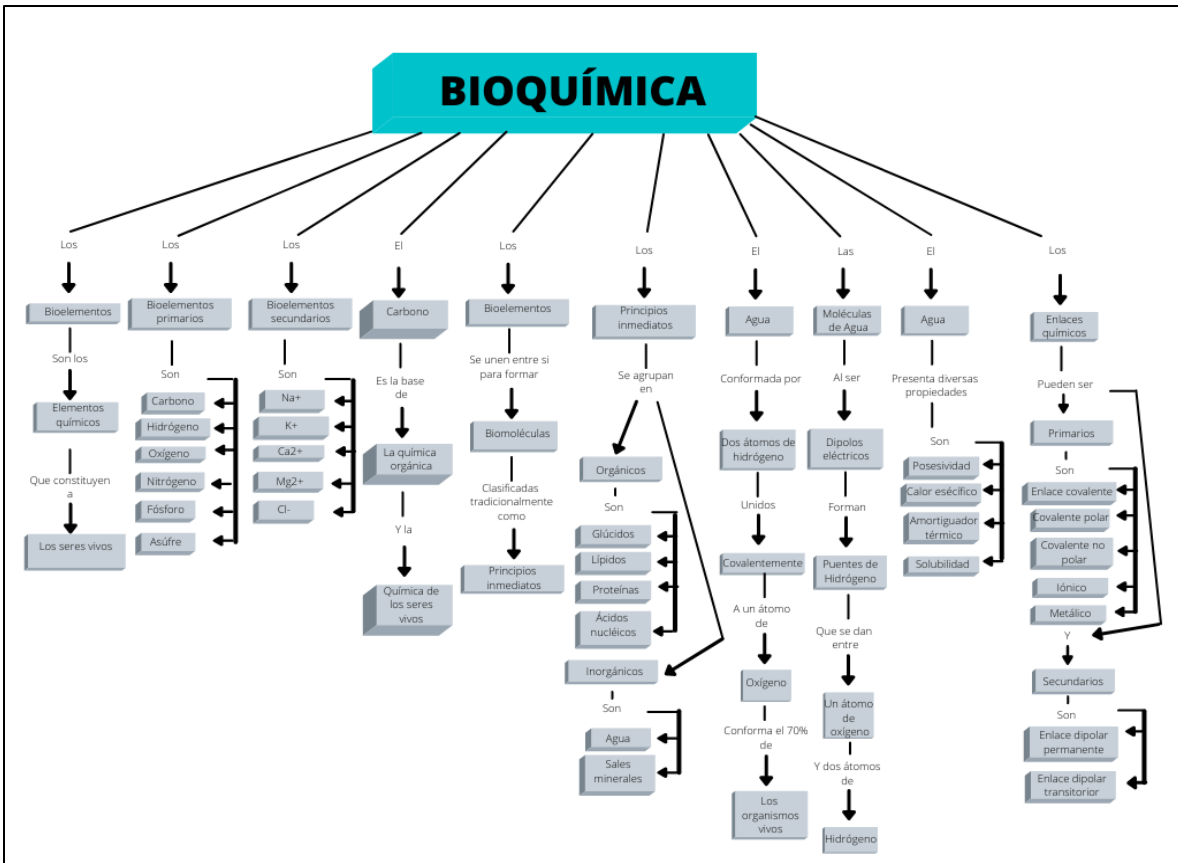 BIOQUÍMICA
Los
Bioelementos
Son los
Elementos
químicos
Que constituyen
a
Los seres vivos
Los
Bioelementos
primarios
Son
Carbono
Hidrógeno
Oxígeno
Nitrógeno
Fósforo
Asúfre
Los
Bioelementos
secundarios
Son
Na+
K+
Ca2+
Mg2+
Cl-
El
Carbono
Es la base
de
La química
orgánica
Y la
Química de
los seres
vivos
Los
Bioelementos
Se unen entre si
para formar
Biomoléculas
Clasificadas
tradicionalmente
como
Principios
inmediatos
Los
Principios
inmediatos
Se agrupan
en
Orgánicos
Son
Glúcidos
Lípidos
Proteínas
Ácidos
nucléicos
Inorgánicos
Son
Agua
Sales
minerales
El
Agua
Conformada por
Dos átomos de
hidrógeno
Unidos
Covalentemente
A un átomo
de
Oxígeno
Conforma el 70%
de
Los
organismos
vivos
Las
Moléculas
de Agua
Al ser
Dipolos
eléctricos
Forman
Puentes de
Hidrógeno
Que se dan
entre
Un átomo
de
oxígeno
Y dos átomos
de
Hidrógeno
El
Agua
Presenta diversas
propiedades
Son
Posesividad
Calor esécífico
Amortiguador
térmico
Solubilidad
Los
Enlaces
químicos
Pueden ser
Primarios
Son
Enlace covalente
Covalente polar
Covalente no
polar
Iónico
Metálico
Y
Secundarios
Son
Enlace dipolar
permanente
Enlace dipolar
transitorior